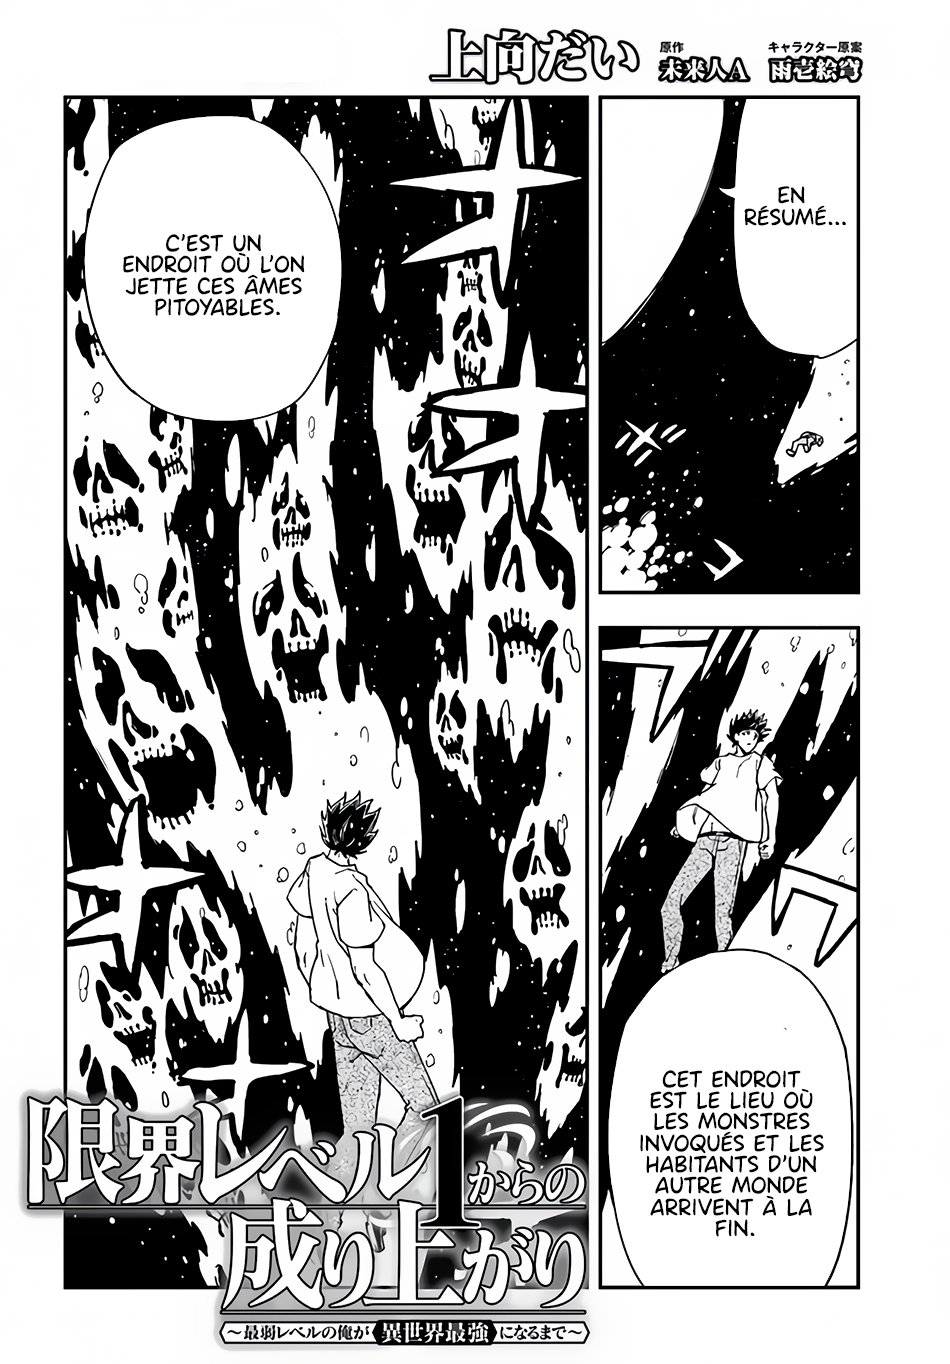 上向だい
原作
未来人A
キャラクター原案
雨壱絵穹
EN
RÉSUMÉ...
CET ENDROIT
EST LE LIEU OÙ
LES MONSTRES
INVOQUÉS ET LES
HABITANTS D'UN
AUTRE MONDE
ARRIVENT À LA
FIN.
C'EST UN
ENDROIT OÙ L'ON
JETTE CES ÂMES
PITOYABLES.
限界レベル1からの
成り上がり
～最弱レベルの俺が異世界最強になるまで～